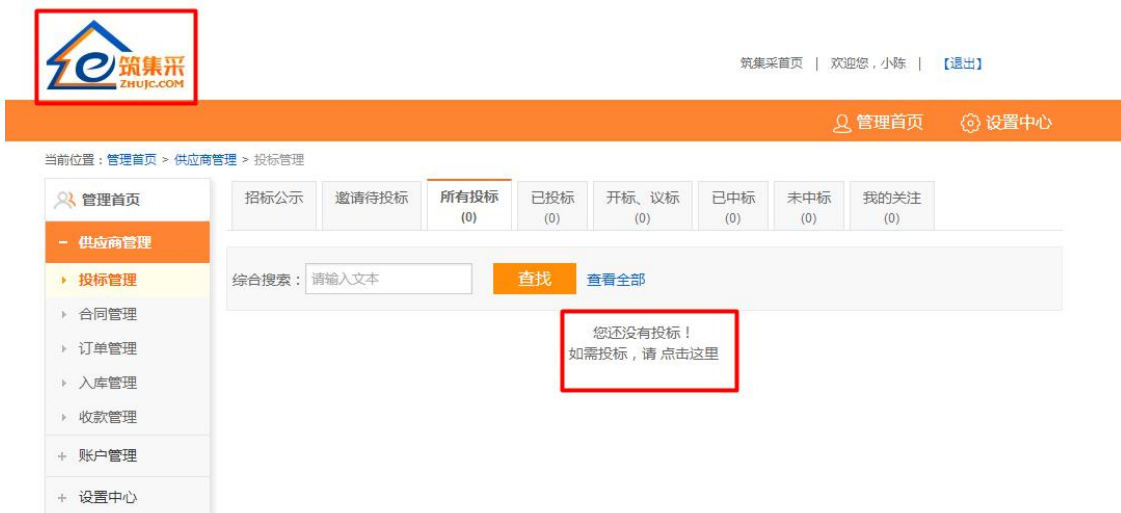 筑集采
ZHUJC.COM
筑集采首页 | 欢迎您，小陈 | 【退出】
管理首页 设置中心
当前位置：管理首页 > 供应商管理 > 投标管理
管理首页
- 供应商管理
投标管理
合同管理
订单管理
入库管理
收款管理
+ 账户管理
+ 设置中心
招标公示 邀请待投标 所有投标 已投标 开标、议标 已中标 未中标 我的关注
(0) (0) (0) (0) (0) (0)
综合搜索： 请输入文本 查找 查看全部
您还没有投标！
如需投标，请 点击这里